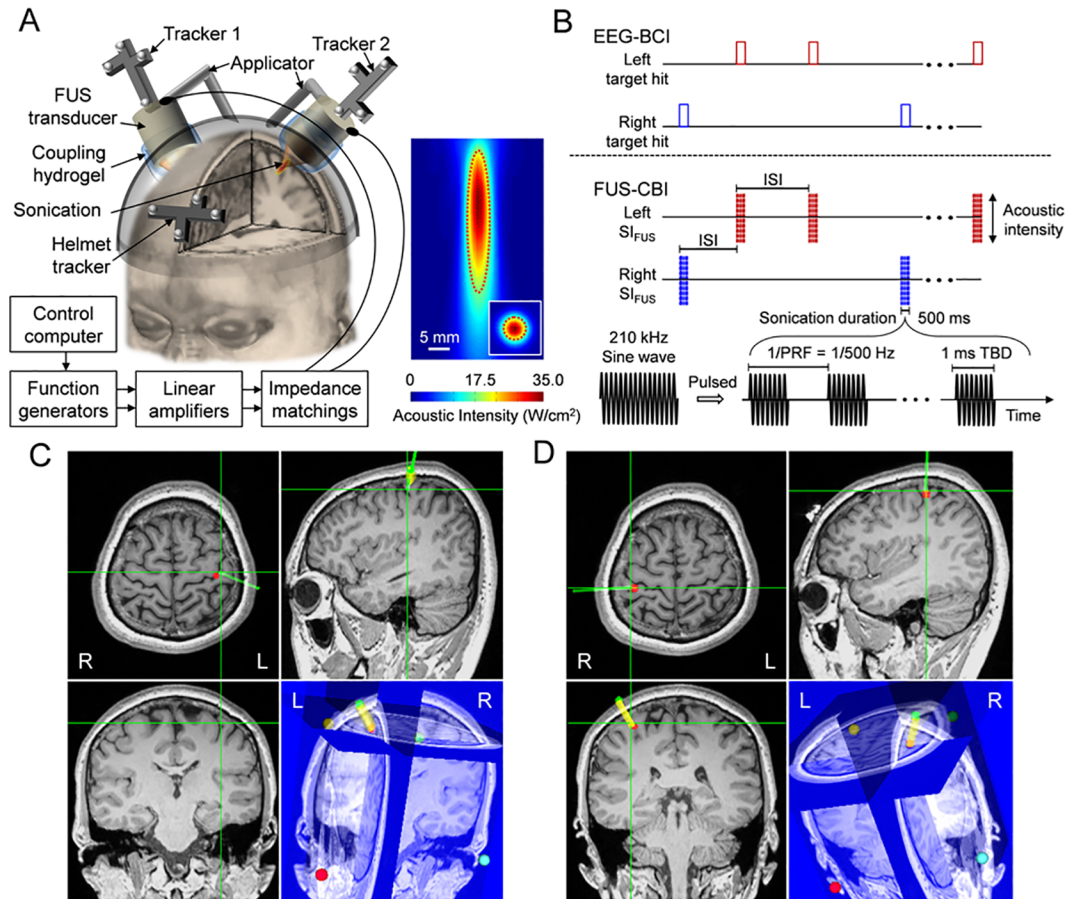 A
Tracker 1
Tracker 2
Applicator
FUS
transducer
Coupling
hydrogel
Sonication
Helmet
tracker
Control
computer
Function
generators
Linear
amplifiers
Impedance
matchings
5 mm
0 17.5 35.0
Acoustic Intensity (W/cm²)
B
EEG-BCI
Left
target hit
Right
target hit
FUS-CBI
ISI
Left
SIFUS
Acoustic
intensity
ISI
Right
SIFUS
Sonication duration 500 ms
210 kHz
Sine wave
1/PRF = 1/500 Hz
1 ms TBD
Pulsed
Time
C
R L
L R
D
R L
L R